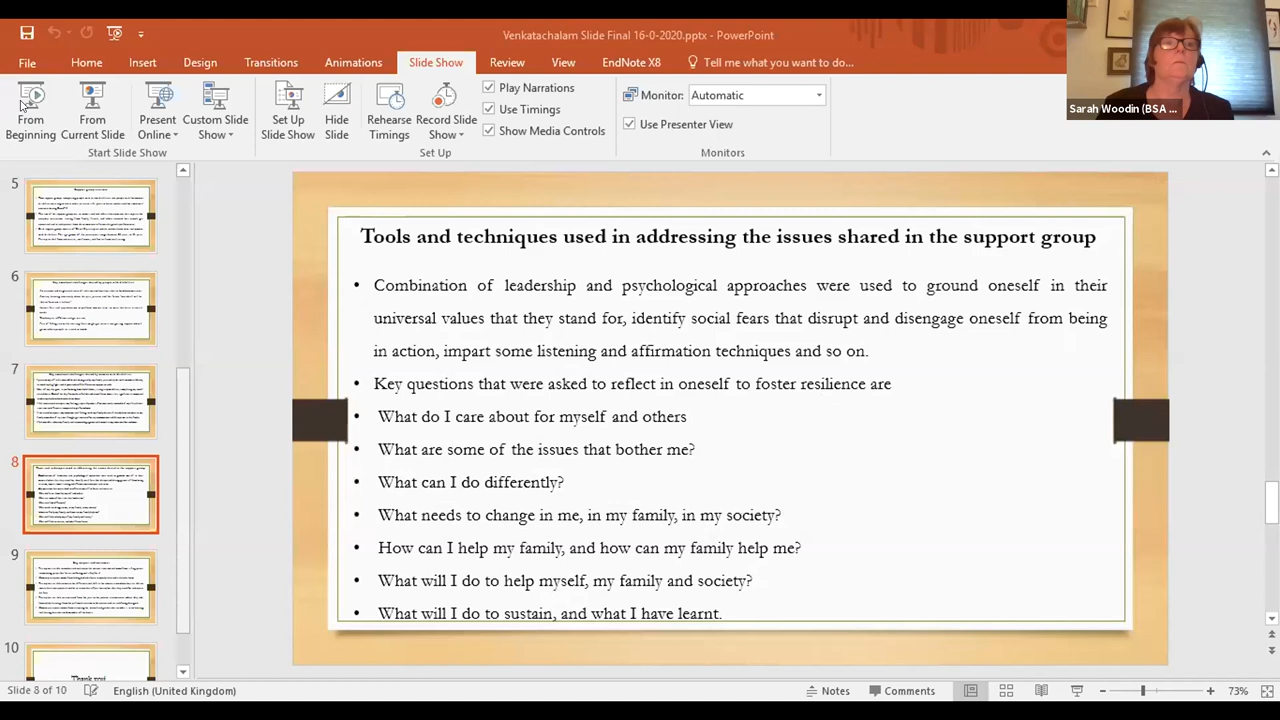 Venkatachalam Slide Final 16-0-2020.pptx - PowerPoint
File Home Insert Design Transitions Animations Slide Show Review View EndNote X8 Tell me what you want to do...
From Beginning
From Current Slide
Present Online
Custom Slide Show
Start Slide Show
Set Up Slide Show
Hide Slide
Rehearse Timings
Record Slide Show
Play Narrations
Use Timings
Show Media Controls
Set Up
Monitor: Automatic
Use Presenter View
Monitors
Sarah Woodin (BSA ...
5
6
7
8
9
10
Thank you!
Tools and techniques used in addressing the issues shared in the support group
• Combination of leadership and psychological approaches were used to ground oneself in their
universal values that they stand for, identify social fears that disrupt and disengage oneself from being
in action, impart some listening and affirmation techniques and so on.
• Key questions that were asked to reflect in oneself to foster resilience are
• What do I care about for myself and others
• What are some of the issues that bother me?
• What can I do differently?
• What needs to change in me, in my family, in my society?
• How can I help my family, and how can my family help me?
• What will I do to help myself, my family and society?
• What will I do to sustain, and what I have learnt.
Slide 8 of 10 English (United Kingdom) Notes Comments 73%